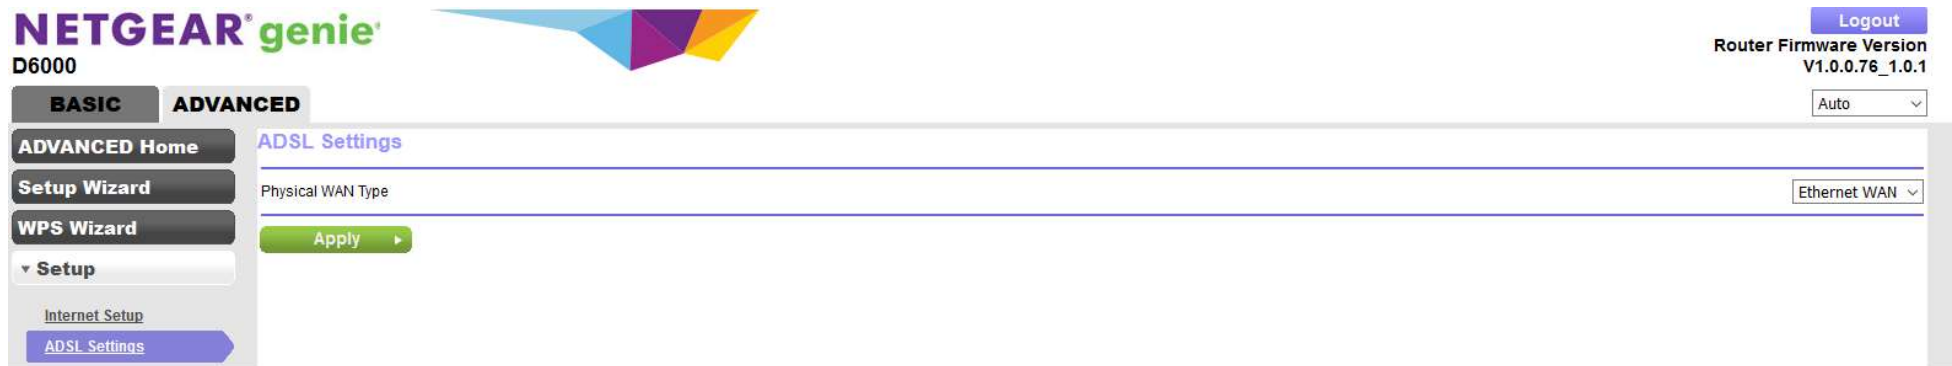 NETGEAR® genie®
D6000
Logout
Router Firmware Version
V1.0.0.76_1.0.1
BASIC
ADVANCED
Auto
ADVANCED Home
Setup Wizard
WPS Wizard
Setup
Internet Setup
ADSL Settings
ADSL Settings
Physical WAN Type
Ethernet WAN
Apply